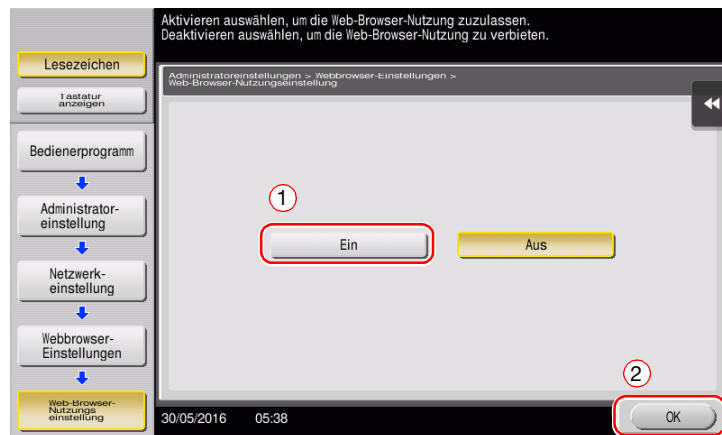 Aktivieren auswählen, um die Web-Browser-Nutzung zuzulassen.
Deaktivieren auswählen, um die Web-Browser-Nutzung zu verbieten.
Lesezeichen
Tastatur
anzeigen
Bedienerprogramm
Administrator-
einstellung
Netzwerk-
einstellung
Webbrowser-
Einstellungen
Web-Browser-
Nutzungs
einstellung
Administratoreinstellungen > Webbrowser-Einstellungen >
Web-Browser-Nutzungseinstellung
1
Ein
Aus
2
30/05/2016 05:38
OK